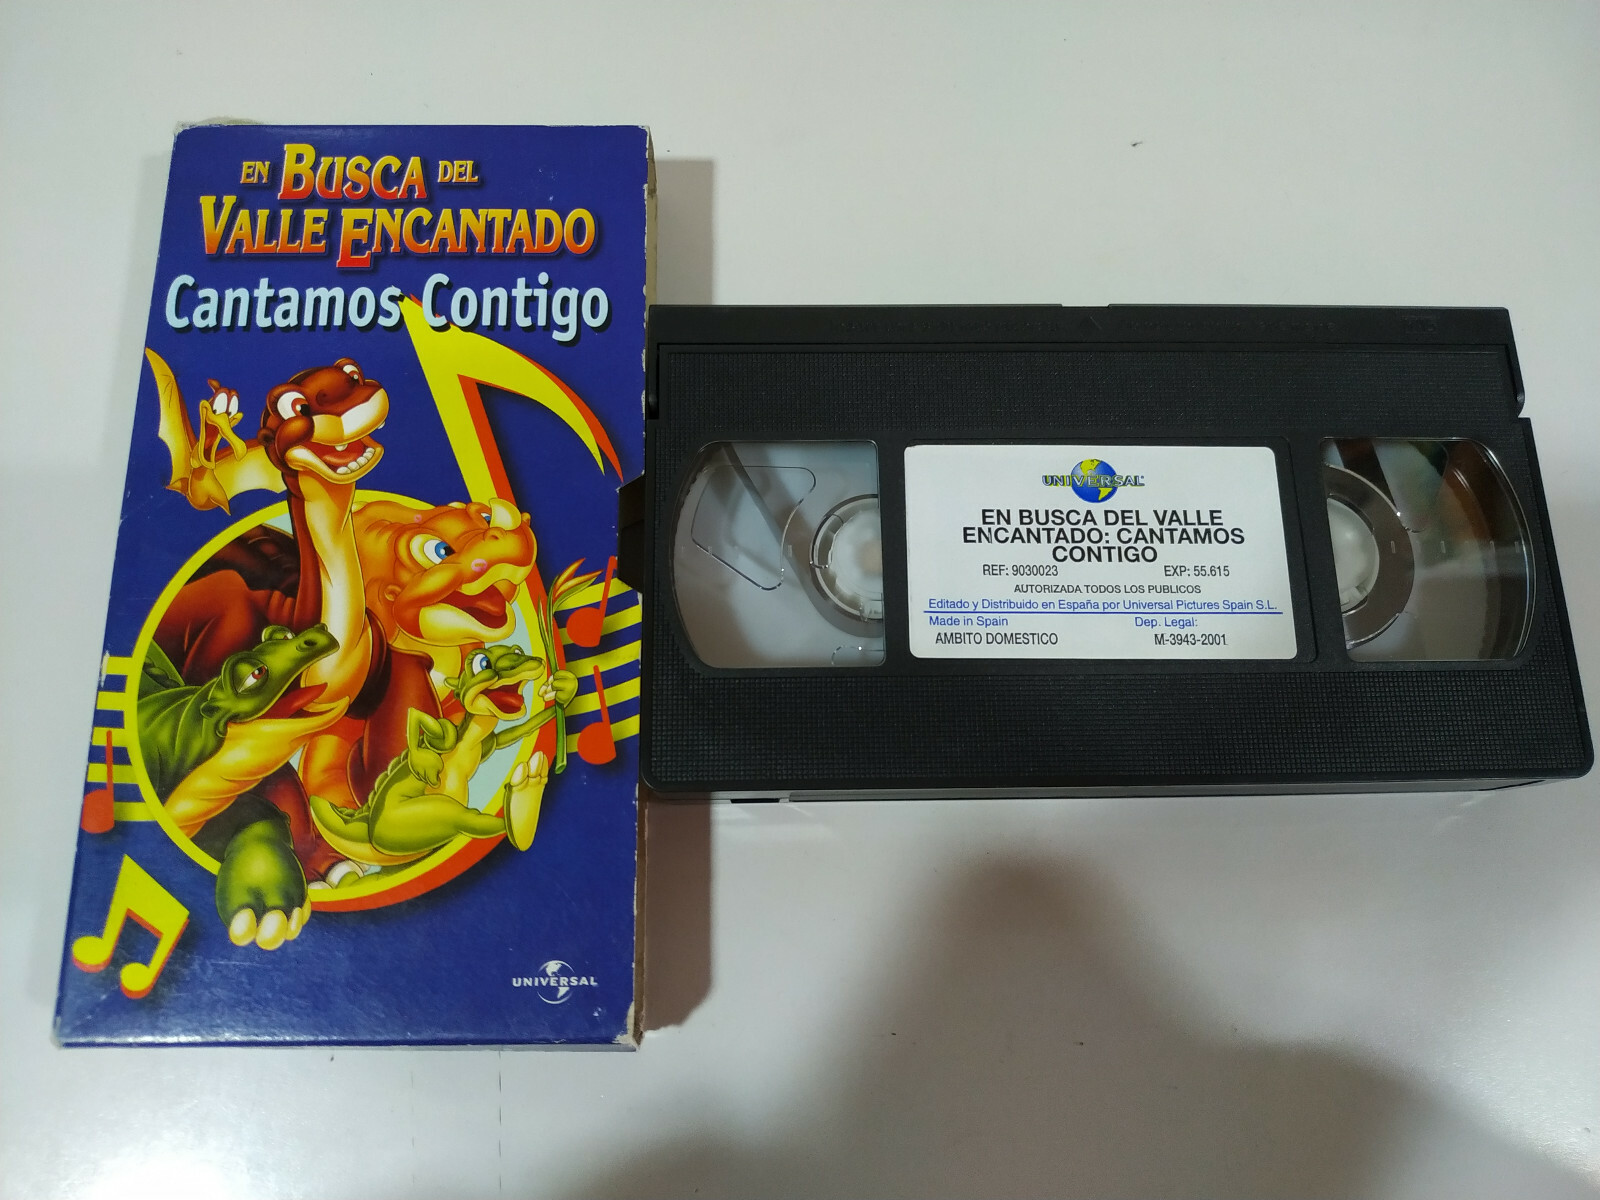 EN BUSCA DEL
VALLE ENCANTADO
Cantamos Contigo
UNIVERSAL
UNIVERSAL
EN BUSCA DEL VALLE
ENCANTADO: CANTAMOS
CONTIGO
REF: 9030023 EXP: 55.615
AUTORIZADA TODOS LOS PUBLICOS
Editado y Distribuido en España por Universal Pictures Spain S.L.
Made in Spain Dep. Legal:
AMBITO DOMESTICO M-3943-2001